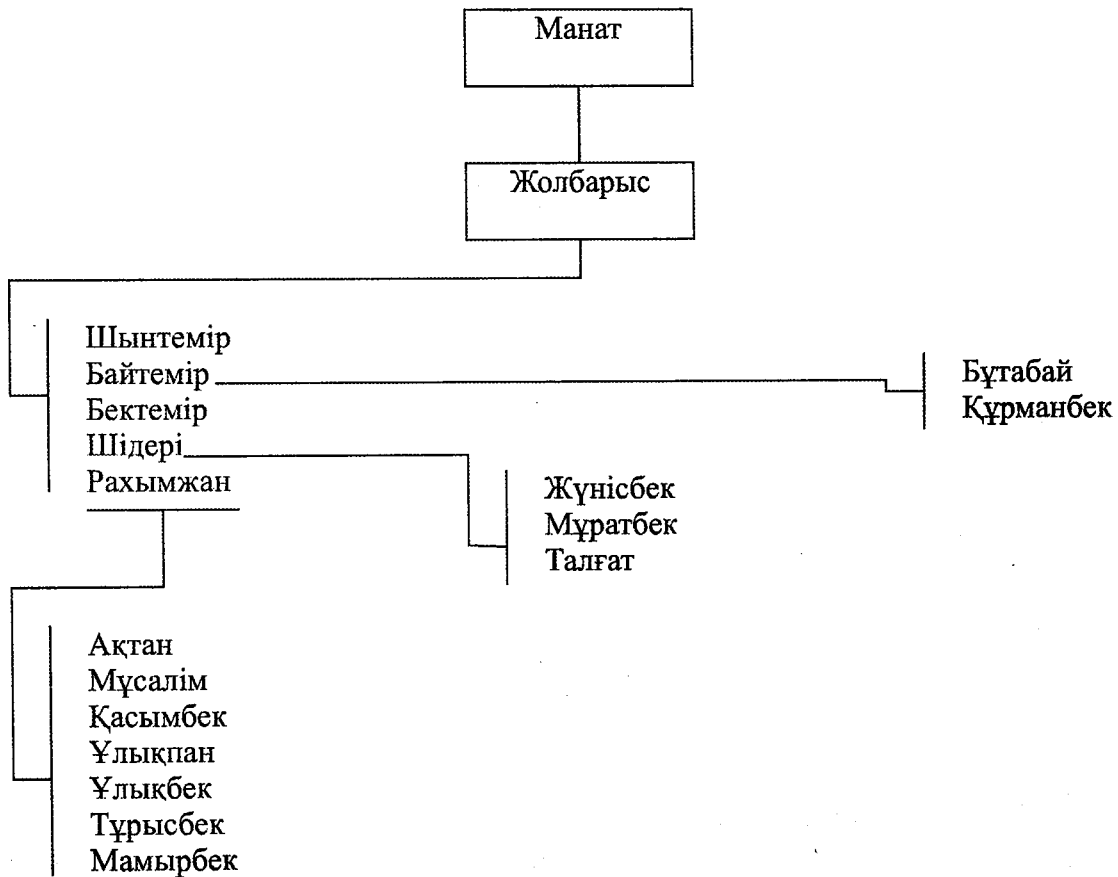 Манат
Жолбарыс
Шынтемір
Байтемір
Бектемір
Шідері
Рахымжан
Бұтабай
Құрманбек
Жүнісбек
Мұратбек
Талғат
Ақтан
Мұсалім
Қасымбек
Ұлықпан
Ұлықбек
Тұрысбек
Мамырбек